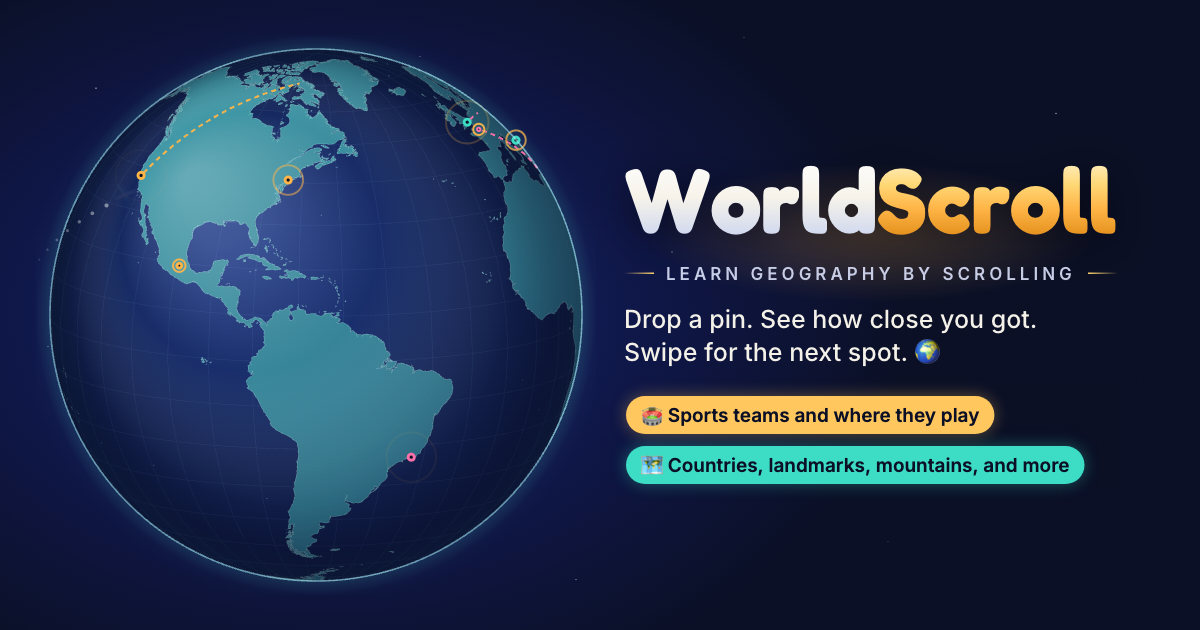 WorldScroll
LEARN GEOGRAPHY BY SCROLLING
Drop a pin. See how close you got.
Swipe for the next spot. 🌍
🏟️ Sports teams and where they play
🗺️ Countries, landmarks, mountains, and more